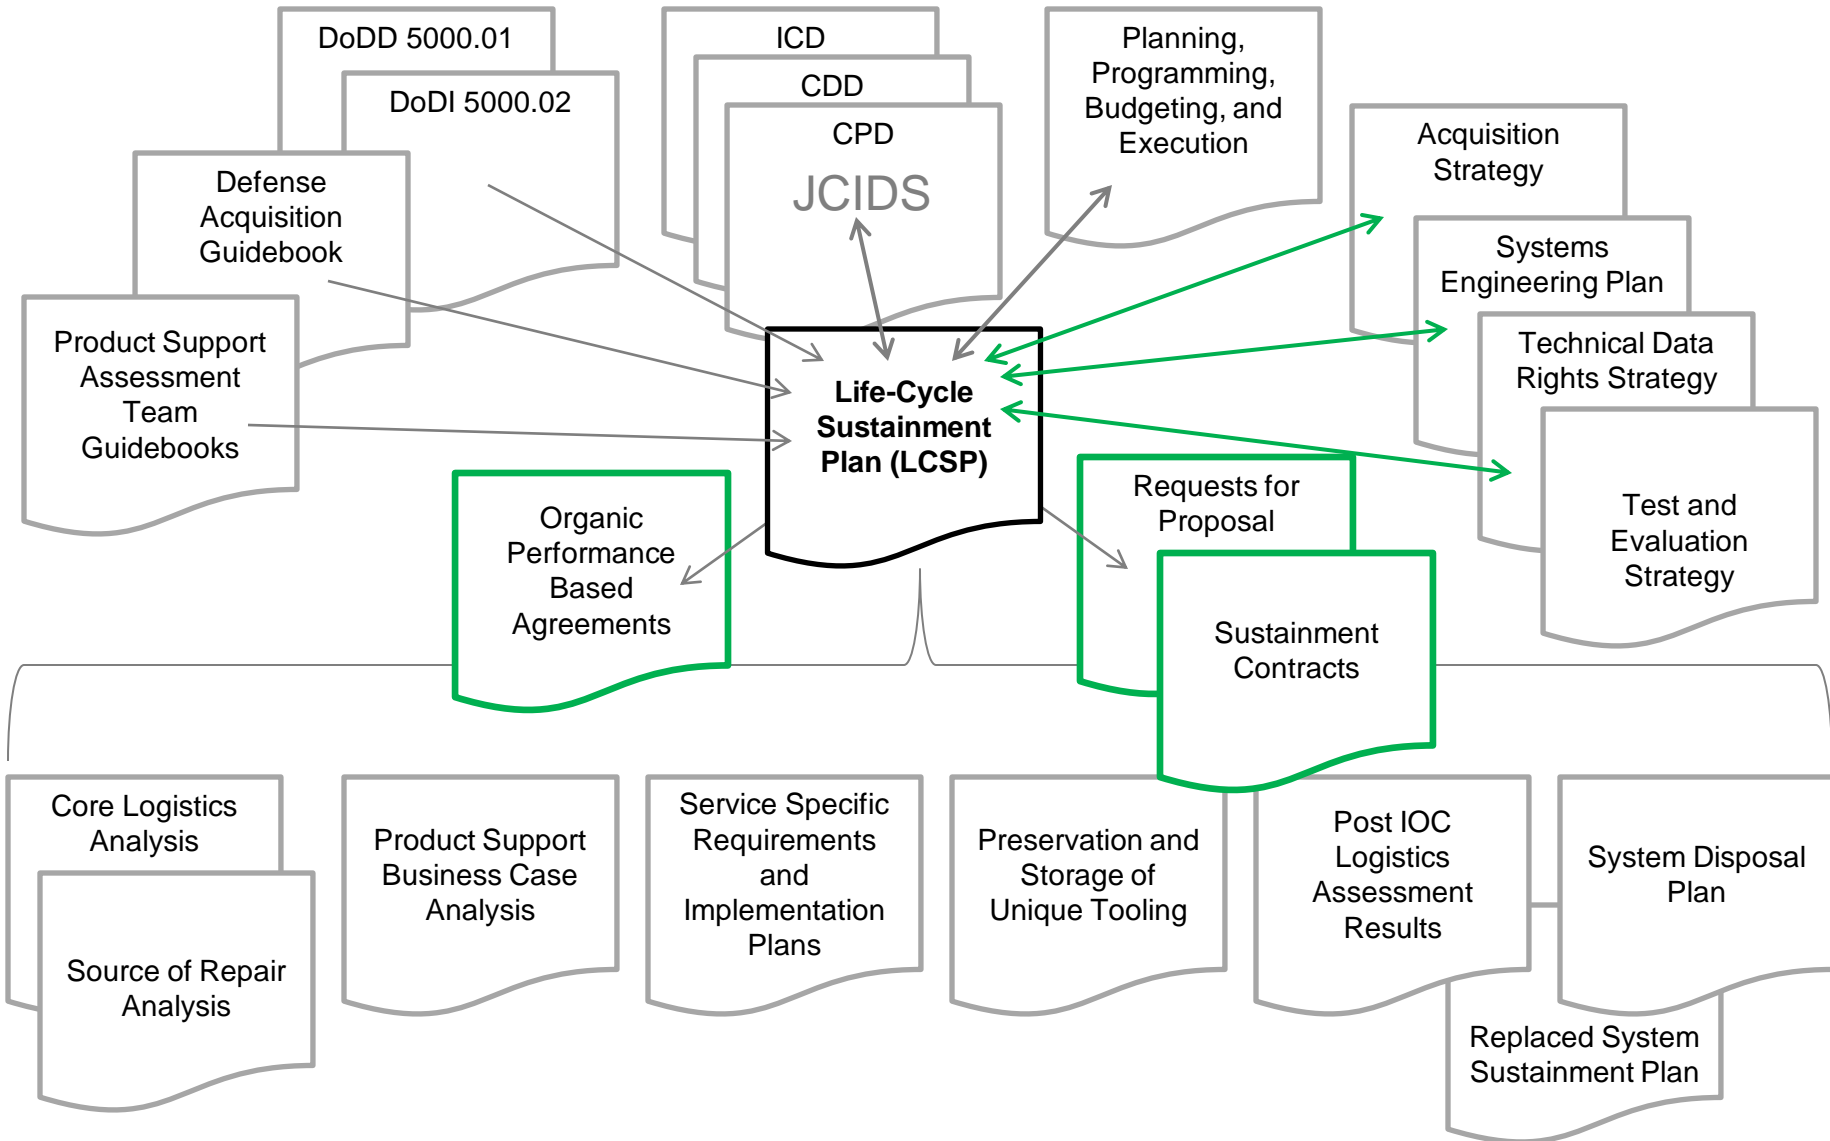 DoDD 5000.01
DoDI 5000.02
Defense
Acquisition
Guidebook
Product Support
Assessment
Team
Guidebooks
ICD
CDD
CPD
JCIDS
Planning,
Programming,
Budgeting, and
Execution
Acquisition
Strategy
Systems
Engineering Plan
Technical Data
Rights Strategy
Test and
Evaluation
Strategy
Life-Cycle
Sustainment
Plan (LCSP)
Organic
Performance
Based
Agreements
Requests for
Proposal
Sustainment
Contracts
Core Logistics
Analysis
Source of Repair
Analysis
Product Support
Business Case
Analysis
Service Specific
Requirements
and
Implementation
Plans
Preservation and
Storage of
Unique Tooling
Post IOC
Logistics
Assessment
Results
System Disposal
Plan
Replaced System
Sustainment Plan